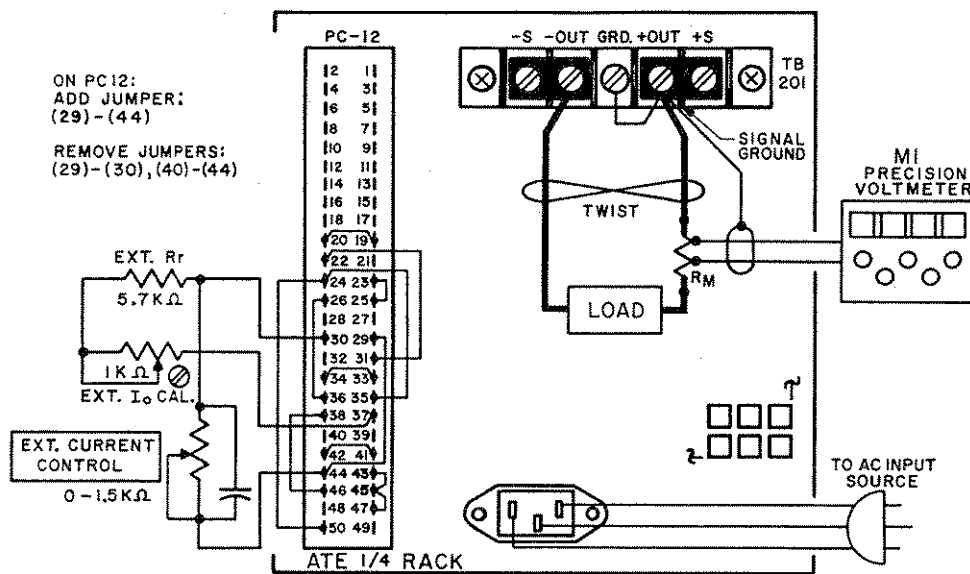 PC-12
-S -OUT GRD. +OUT +S
TB
201
ON PC12:
ADD JUMPER:
(29)-(44)
REMOVE JUMPERS:
(29)-(30),(40)-(44)
2 1
4 3
6 5
8 7
10 9
12 11
14 13
16 15
18 17
20 19
22 21
24 23
26 25
28 27
30 29
32 31
34 33
36 35
38 37
40 39
42 41
44 43
46 45
48 47
50 49
SIGNAL
GROUND
M1
PRECISION
VOLTMETER
TWIST
RM
LOAD
EXT. Rr
5.7KΩ
1KΩ
EXT. Io CAL.
EXT. CURRENT
CONTROL
0-1.5KΩ
TO AC INPUT
SOURCE
ATE 1/4 RACK